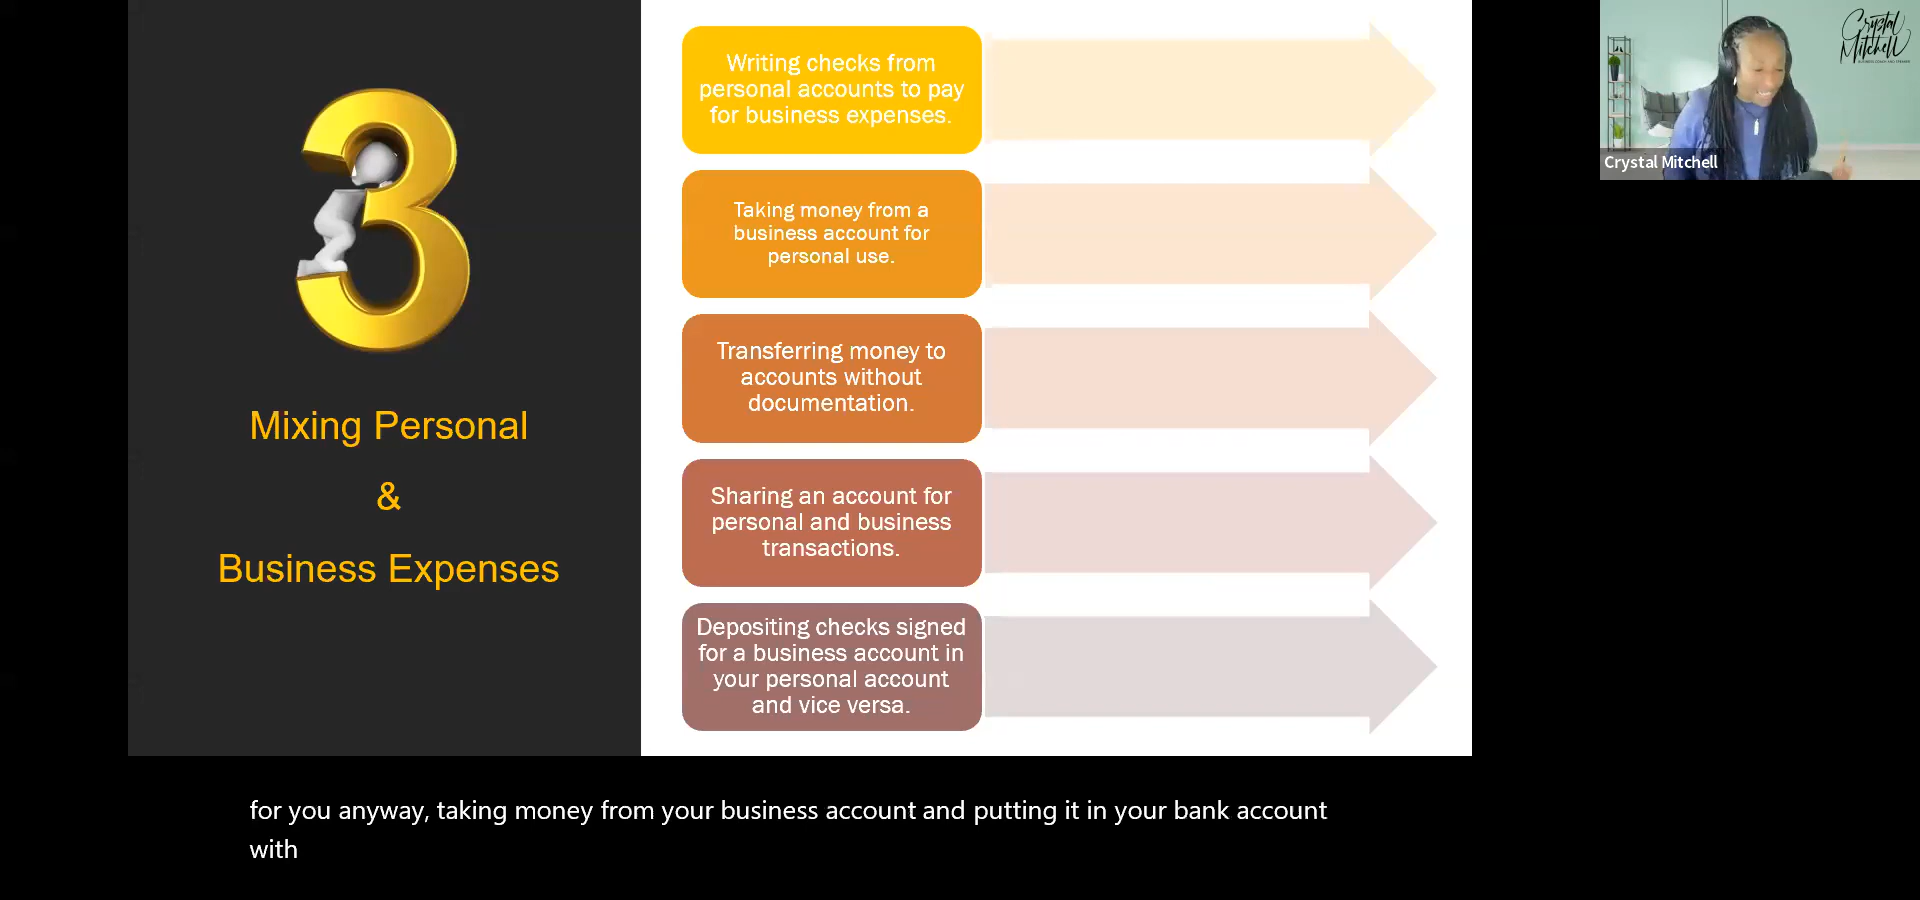 3
Mixing Personal
&
Business Expenses
Writing checks from
personal accounts to pay
for business expenses.
Taking money from a
business account for
personal use.
Transferring money to
accounts without
documentation.
Sharing an account for
personal and business
transactions.
Depositing checks signed
for a business account in
your personal account
and vice versa.
Crystal
Mitchell
Crystal Mitchell
for you anyway, taking money from your business account and putting it in your bank account
with